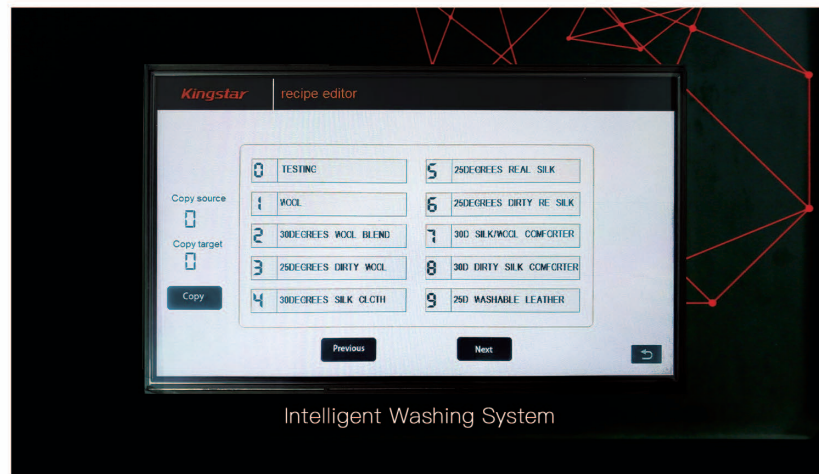 Kingstar
recipe editor
0 TESTING
1 WOOL
2 30DEGREES WOOL BLEND
3 25DEGREES DIRTY WOOL
4 30DEGREES SILK CLOTH
5 25DEGREES REAL SILK
6 25DEGREES DIRTY RE SILK
7 30D SILK/WOOL COMFORTER
8 30D DIRTY SILK COMFORTER
9 25D WASHABLE LEATHER
Copy source
0
Copy target
0
Copy
Previous
Next
Intelligent Washing System